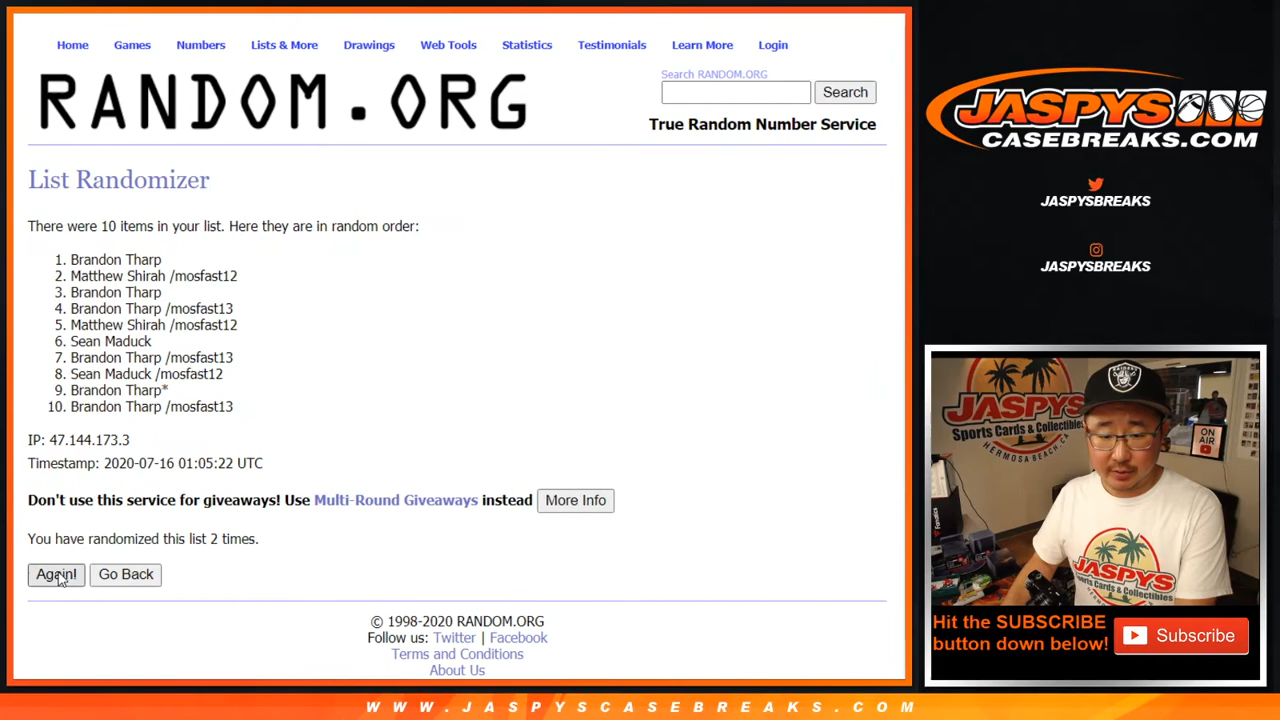 Home Games Numbers Lists & More Drawings Web Tools Statistics Testimonials Learn More Login
RANDOM.ORG
Search RANDOM.ORG
Search
True Random Number Service
List Randomizer
There were 10 items in your list. Here they are in random order:
1. Brandon Tharp
2. Matthew Shirah /mosfast12
3. Brandon Tharp
4. Brandon Tharp /mosfast13
5. Matthew Shirah /mosfast12
6. Sean Maduck
7. Brandon Tharp /mosfast13
8. Sean Maduck /mosfast12
9. Brandon Tharp*
10. Brandon Tharp /mosfast13
IP: 47.144.173.3
Timestamp: 2020-07-16 01:05:22 UTC
Don't use this service for giveaways! Use Multi-Round Giveaways instead More Info
You have randomized this list 2 times.
Again! Go Back
© 1998-2020 RANDOM.ORG
Follow us: Twitter | Facebook
Terms and Conditions
About Us
JASPYS
CASEBREAKS.COM
JASPYSBREAKS
JASPYSBREAKS
JASPYS
Sports Cards & Collectibles
HERMOSA BEACH, CA
ON AIR
RAIDERS
Fanatics
JASPYS
Hit the SUBSCRIBE
button down below!
Subscribe
WWW.JASPYSCASEBREAKS.COM